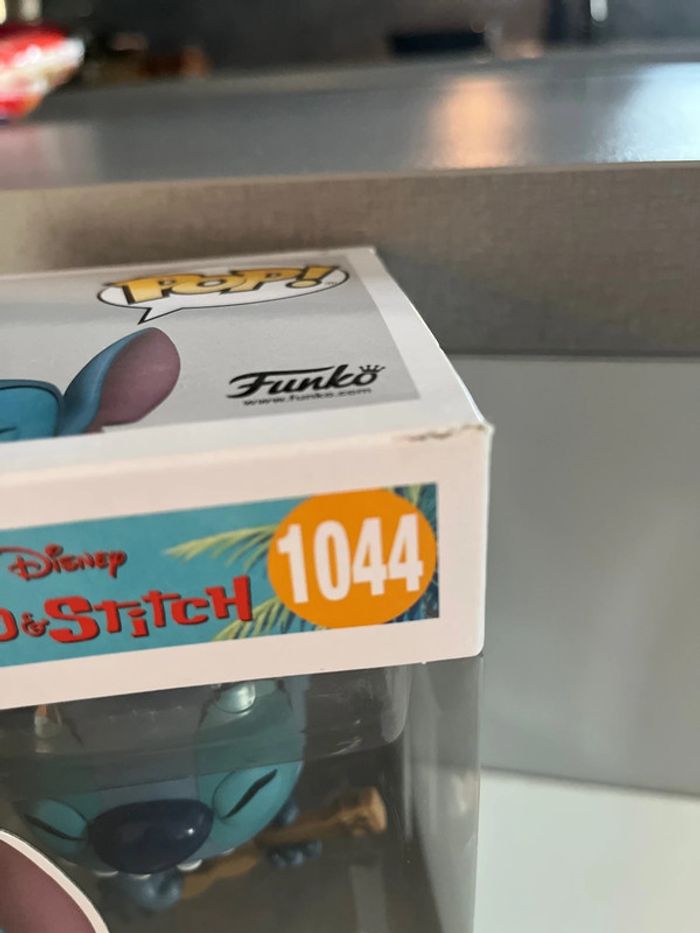 POP!
Funko
www.funko.com
Disney
O&STITCH
1044